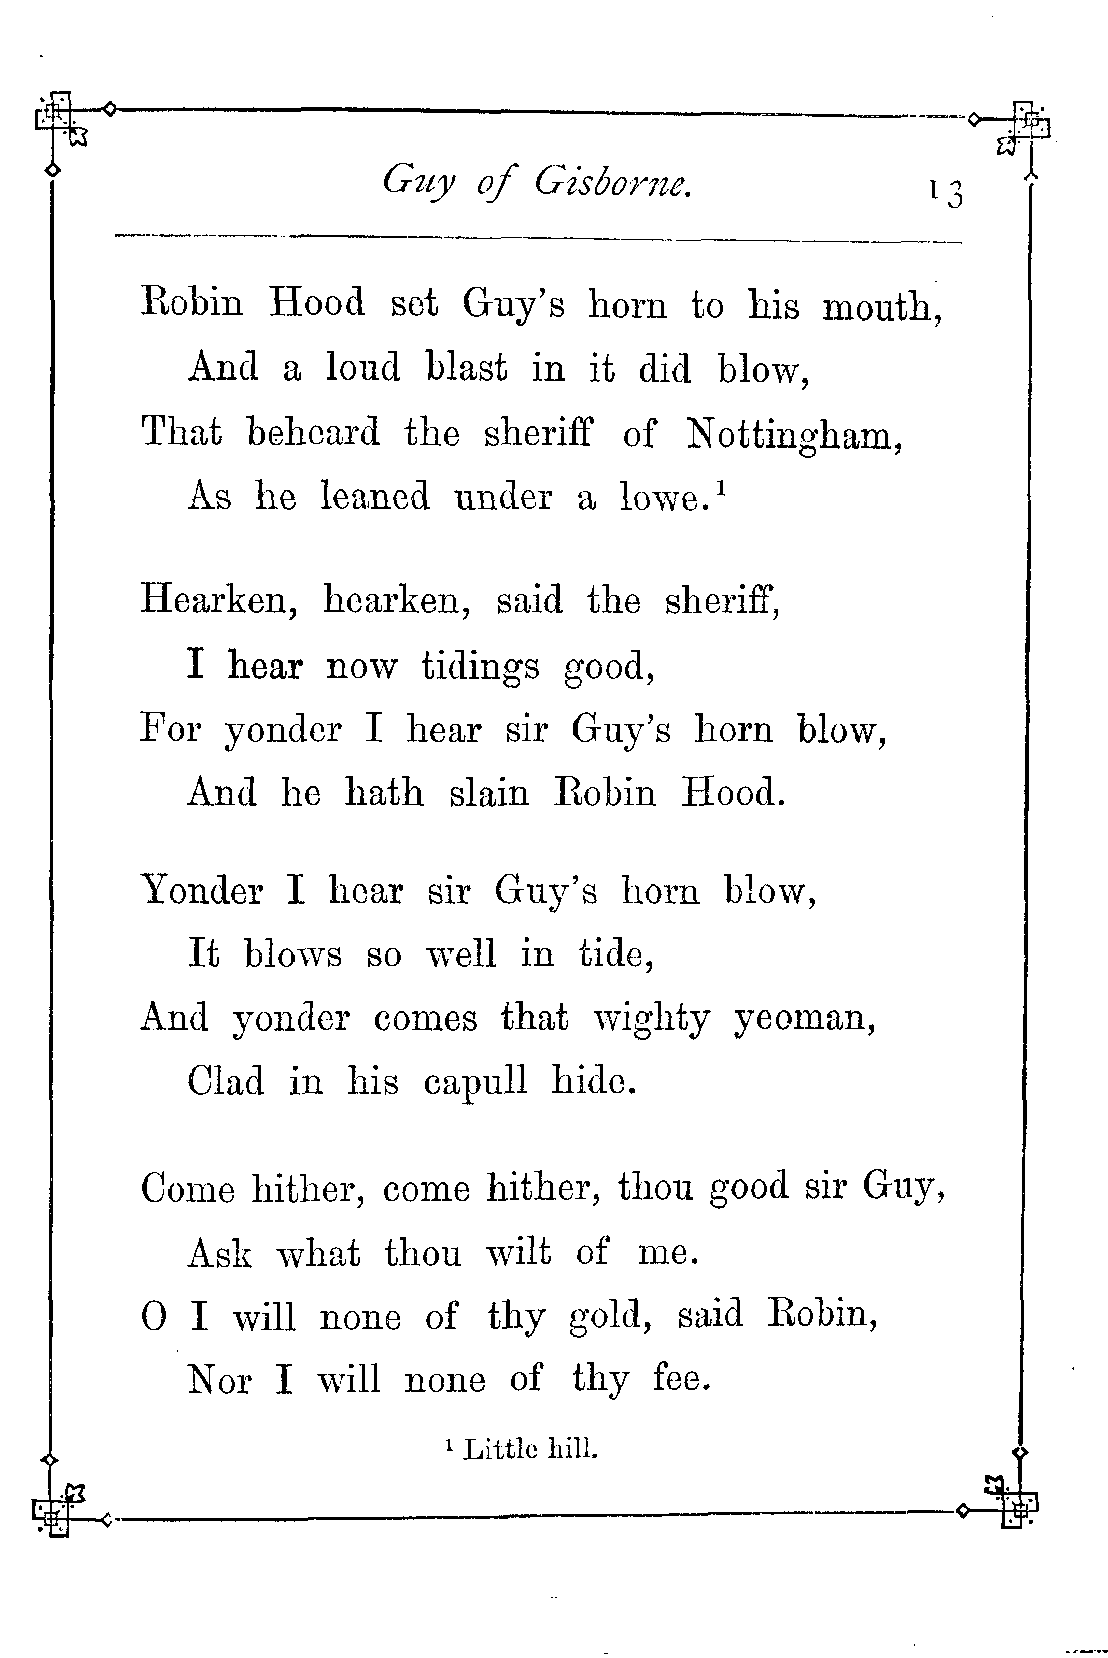 Guy of Gisborne. 13
Robin Hood set Guy's horn to his mouth,
And a loud blast in it did blow,
That beheard the sheriff of Nottingham,
As he leaned under a lowe.¹
Hearken, hearken, said the sheriff,
I hear now tidings good,
For yonder I hear sir Guy's horn blow,
And he hath slain Robin Hood.
Yonder I hear sir Guy's horn blow,
It blows so well in tide,
And yonder comes that wighty yeoman,
Clad in his capull hide.
Come hither, come hither, thou good sir Guy,
Ask what thou wilt of me.
O I will none of thy gold, said Robin,
Nor I will none of thy fee.
¹ Little hill.